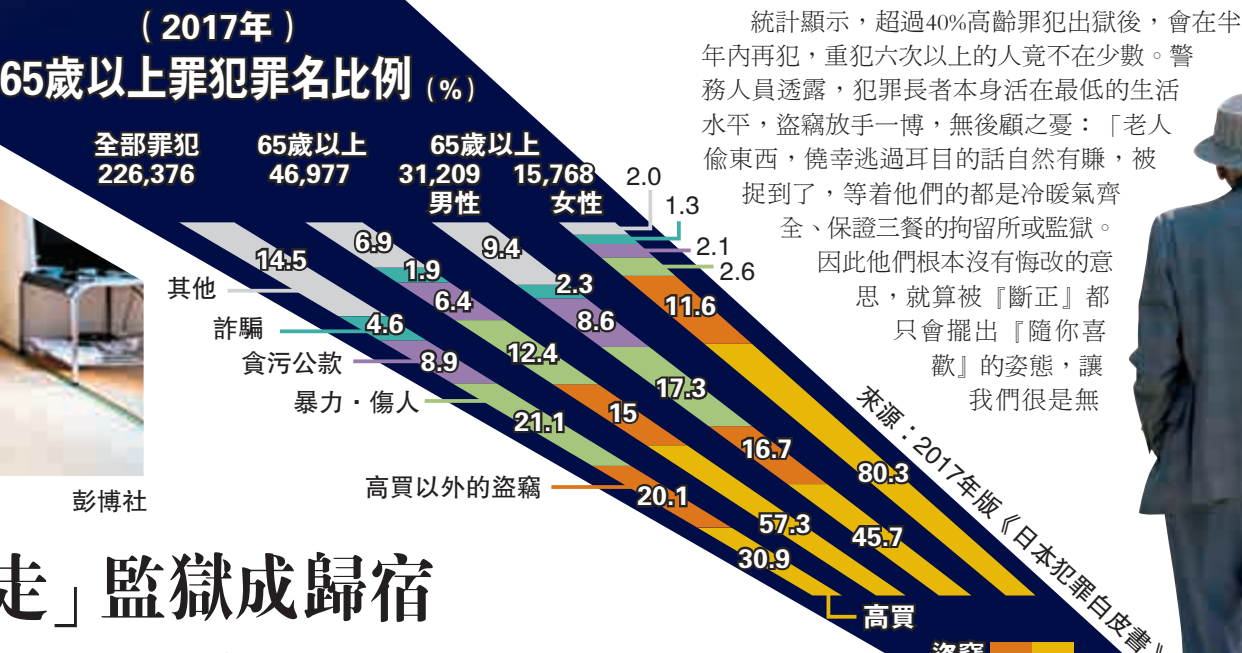 （2017年）
65歲以上罪犯罪名比例（%）
全部罪犯
226,376
65歲以上
46,977
65歲以上
31,209 15,768
男性 女性
其他
詐騙
貪污公款
暴力·傷人
高買以外的盜竊
高買
盜竊
14.5
4.6
8.9
21.1
20.1
30.9
6.9
1.9
6.4
12.4
15
57.3
9.4
2.3
8.6
17.3
16.7
45.7
2.0
1.3
2.1
2.6
11.6
80.3
來源：2017年版《日本犯罪白皮書》
彭博社
走」監獄成歸宿
統計顯示，超過40%高齡罪犯出獄後，會在半
年內再犯，重犯六次以上的人竟不在少數。警
務人員透露，犯罪長者本身活在最低的生活
水平，盜竊放手一博，無後顧之憂：「老人
偷東西，僥幸逃過耳目的話自然有賺，被
捉到了，等着他們的都是冷暖氣齊
全、保證三餐的拘留所或監獄。
因此他們根本沒有悔改的意
思，就算被『斷正』都
只會擺出『隨你喜
歡』的姿態，讓
我們很是無